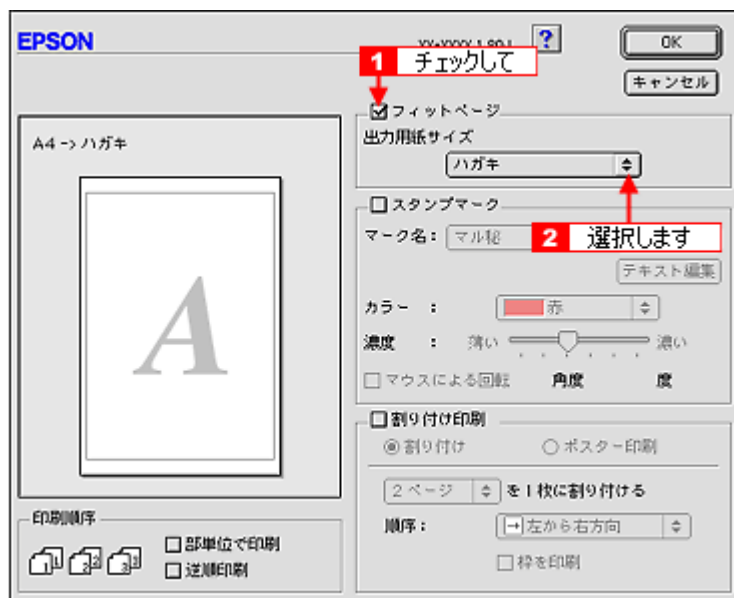 EPSON
?
OK
1 チェックして
キャンセル
A4 -> ハガキ
A
フィットページ
出力用紙サイズ
ハガキ
スタンプマーク
マーク名: マル秘
2 選択します
テキスト編集
カラー : 赤
濃度 : 薄い 濃い
マウスによる回転 角度 度
割り付け印刷
割り付け ポスター印刷
2 ページ を 1 枚に割り付ける
順序: 左から右方向
枠を印刷
印刷順序
1 1 2 2 3 3
部単位で印刷
逆順印刷